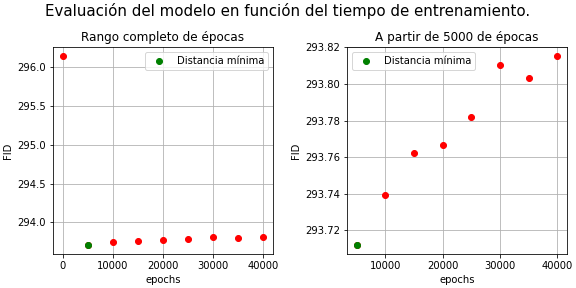 Evaluación del modelo en función del tiempo de entrenamiento.
Rango completo de épocas
Distancia mínima
FID
296.0
295.5
295.0
294.5
294.0
0 10000 20000 30000 40000
epochs
A partir de 5000 de épocas
Distancia mínima
FID
293.82
293.80
293.78
293.76
293.74
293.72
10000 20000 30000 40000
epochs